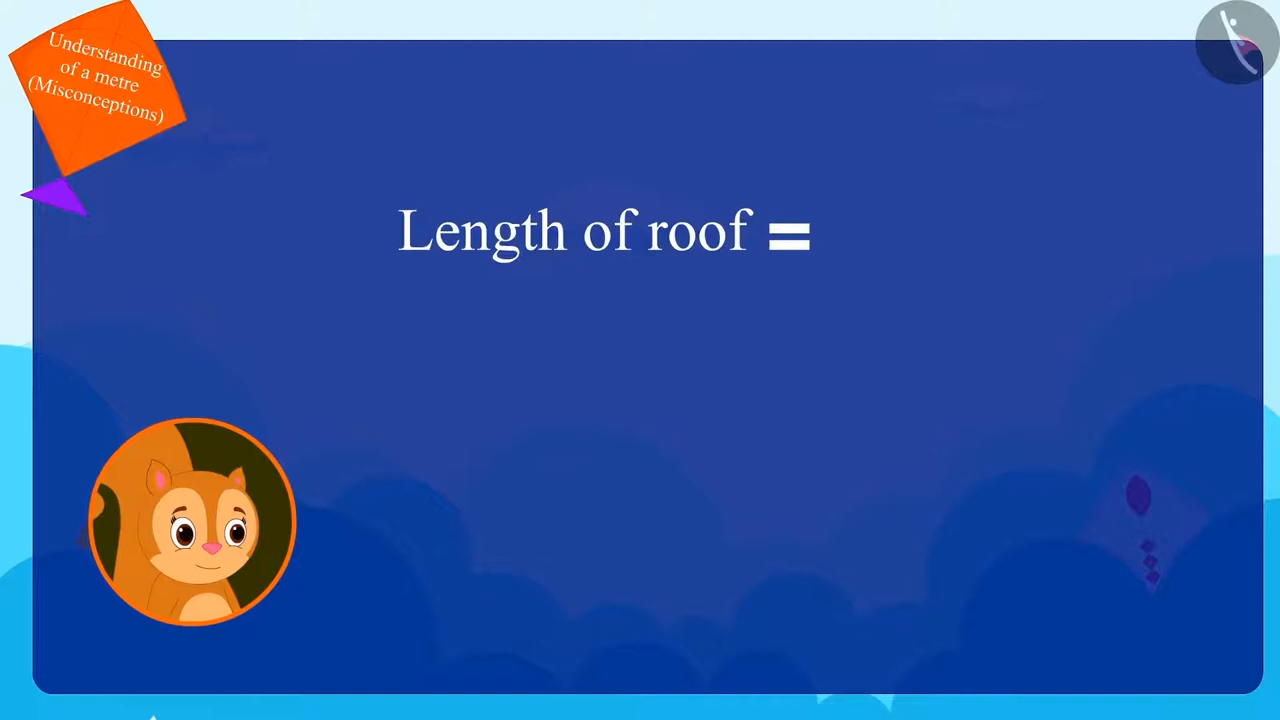 Understanding
of a metre
(Misconceptions)
Length of roof =